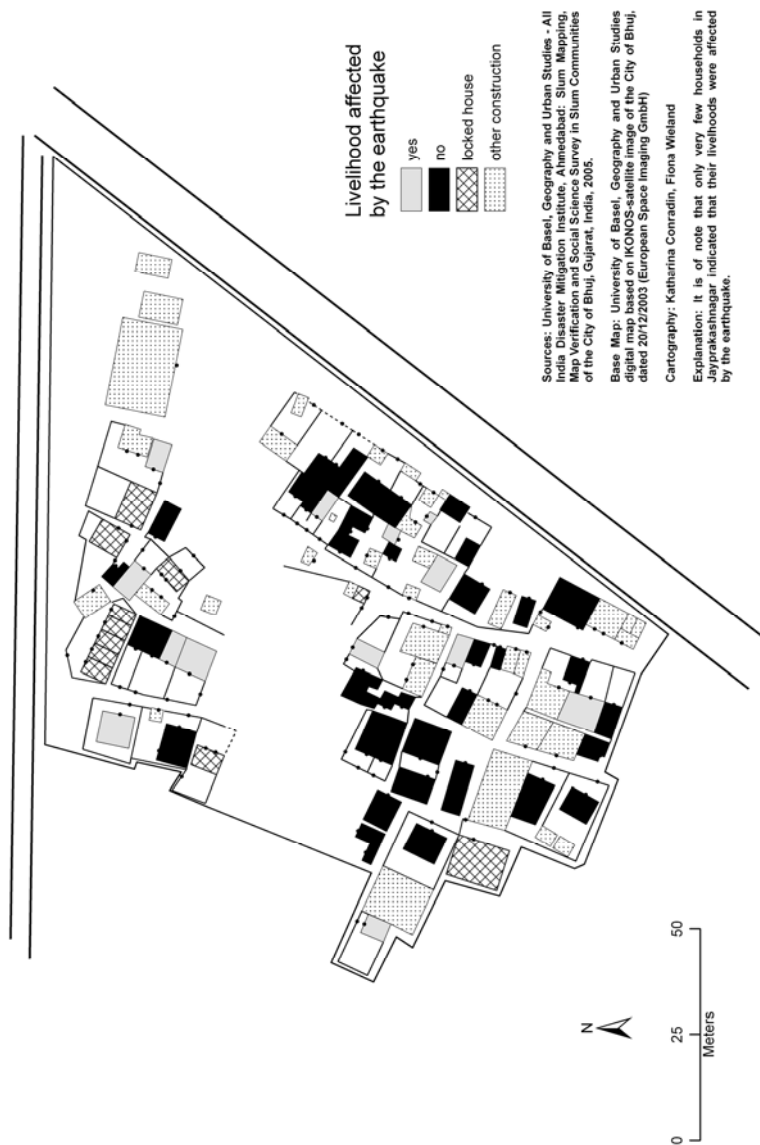 Livelihood affected
by the earthquake
yes
no
locked house
other construction
Sources: University of Basel, Geography and Urban Studies - All
India Disaster Mitigation Institute, Ahmedabad: Slum Mapping,
Map Verification and Social Science Survey in Slum Communities
of the City of Bhuj, Gujarat, India, 2005.
Base Map: University of Basel, Geography and Urban Studies
digital map based on IKONOS-satellite image of the City of Bhuj,
dated 20/12/2003 (European Space Imaging GmbH)
Cartography: Katharina Conradin, Fiona Wieland
Explanation: It is of note that only very few households in
Jayprakashnagar indicated that their livelhoods were affected
by the earthquake.
N
0 25 50
Meters